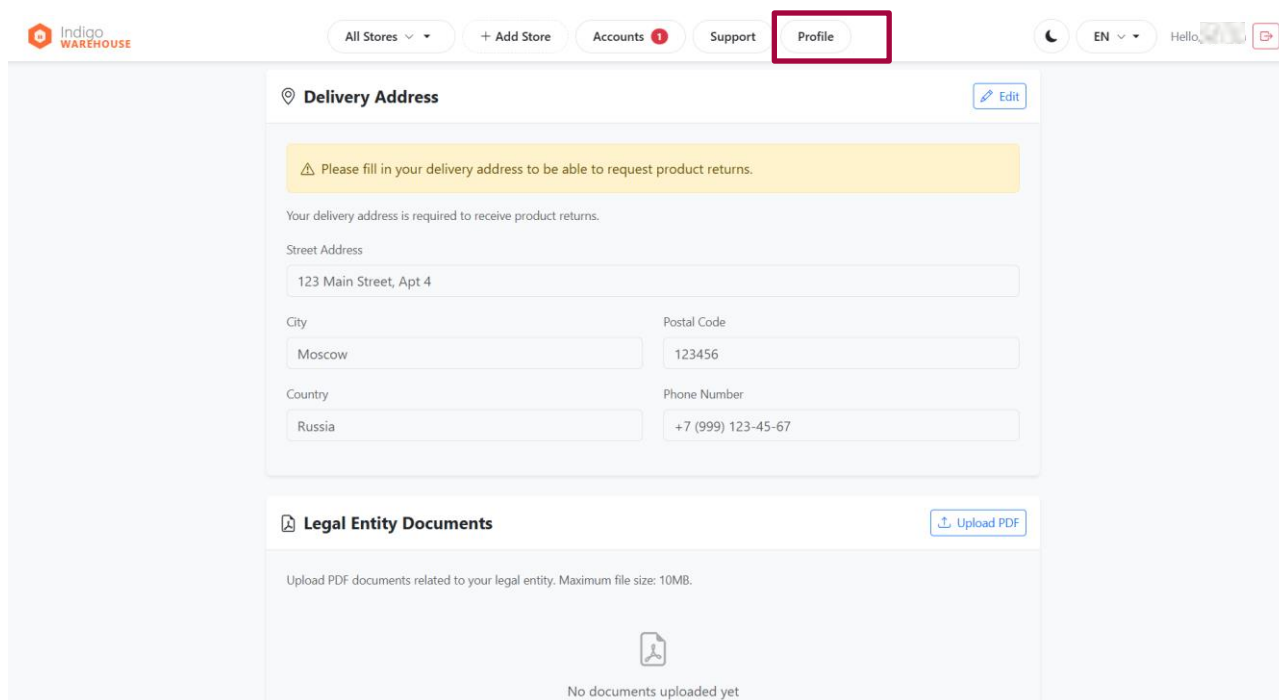 Indigo
WAREHOUSE
All Stores
+ Add Store
Accounts 1
Support
Profile
EN
Hello,
Delivery Address
Edit
Please fill in your delivery address to be able to request product returns.
Your delivery address is required to receive product returns.
Street Address
123 Main Street, Apt 4
City
Postal Code
Moscow
123456
Country
Phone Number
Russia
+7 (999) 123-45-67
Legal Entity Documents
Upload PDF
Upload PDF documents related to your legal entity. Maximum file size: 10MB.
No documents uploaded yet